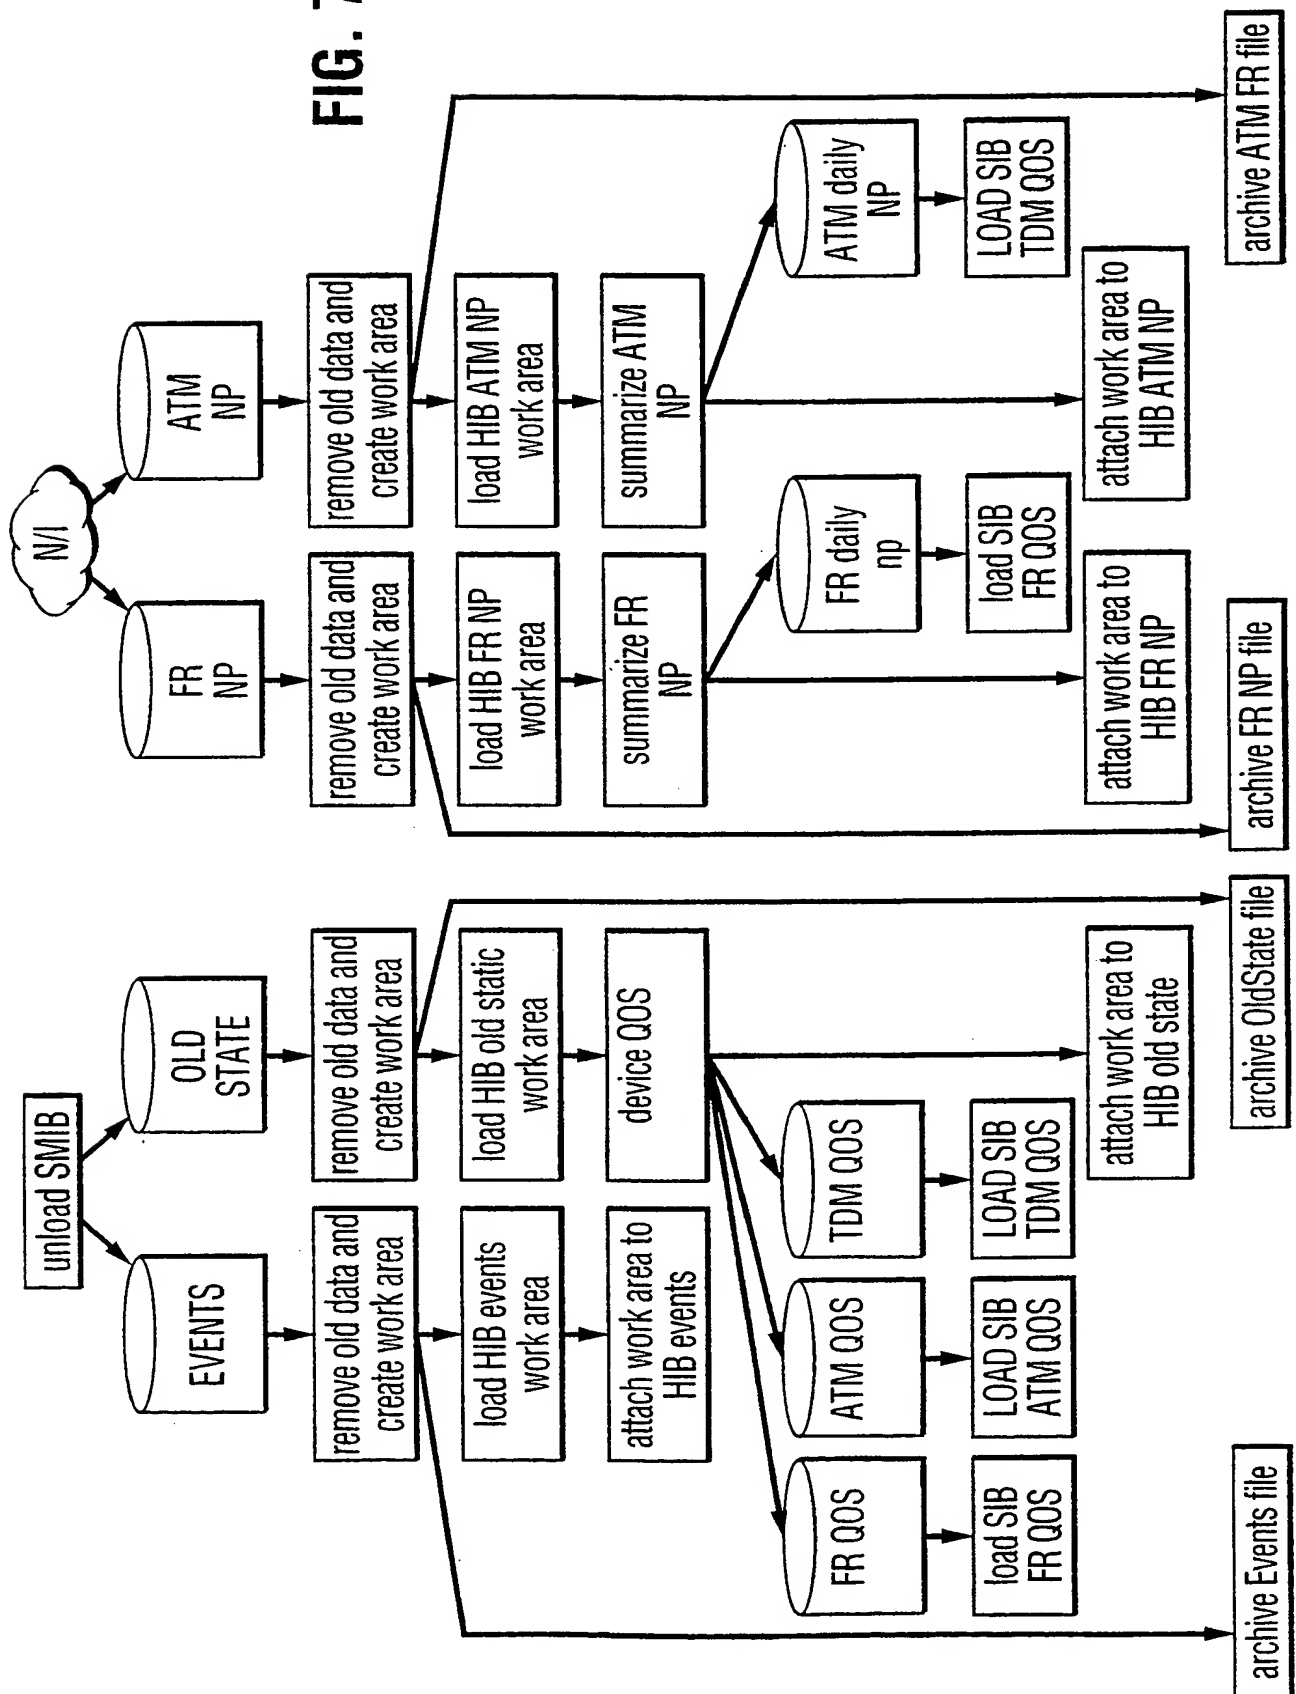 FIG. 7
unload SMIB
EVENTS
remove old data and
create work area
load HIB events
work area
attach work area to
HIB events
archive Events file
OLD
STATE
remove old data and
create work area
load HIB old static
work area
device QOS
FR QOS
load SIB
FR QOS
ATM QOS
LOAD SIB
ATM QOS
TDM QOS
LOAD SIB
TDM QOS
attach work area to
HIB old state
archive OldState file
N/I
FR
NP
remove old data and
create work area
load HIB FR NP
work area
summarize FR
NP
FR daily
np
load SIB
FR QOS
attach work area to
HIB FR NP
archive FR NP file
ATM
NP
remove old data and
create work area
load HIB ATM NP
work area
summarize ATM
NP
ATM daily
NP
LOAD SIB
TDM QOS
attach work area to
HIB ATM NP
archive ATM FR file